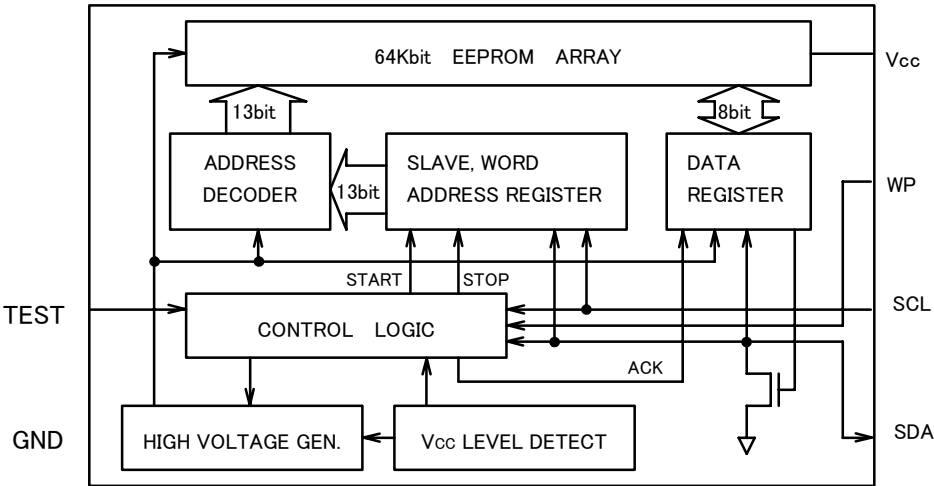 64Kbit EEPROM ARRAY
Vcc
13bit
8bit
ADDRESS
DECODER
13bit
SLAVE, WORD
ADDRESS REGISTER
DATA
REGISTER
WP
START
STOP
TEST
CONTROL LOGIC
SCL
ACK
GND
HIGH VOLTAGE GEN.
Vcc LEVEL DETECT
SDA